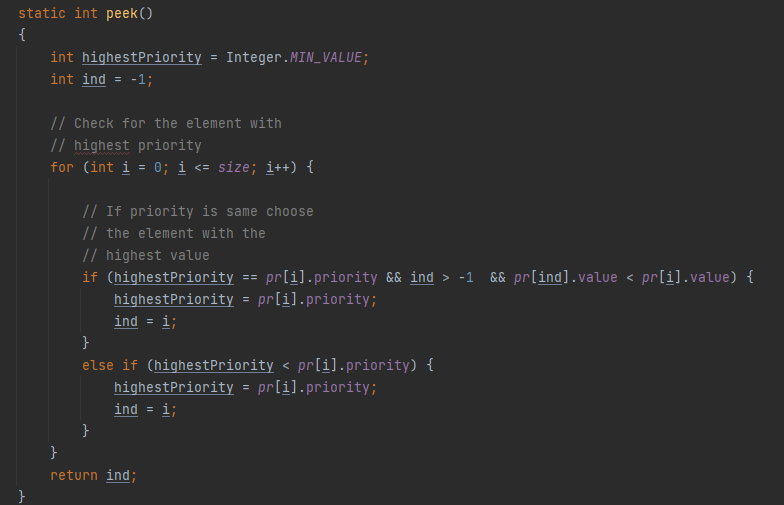 static int peek()
{
    int highestPriority = Integer.MIN_VALUE;
    int ind = -1;

    // Check for the element with
    // highest priority
    for (int i = 0; i <= size; i++) {

        // If priority is same choose
        // the element with the
        // highest value
        if (highestPriority == pr[i].priority && ind > -1  && pr[ind].value < pr[i].value) {
            highestPriority = pr[i].priority;
            ind = i;
        }
        else if (highestPriority < pr[i].priority) {
            highestPriority = pr[i].priority;
            ind = i;
        }
    }
    return ind;
}